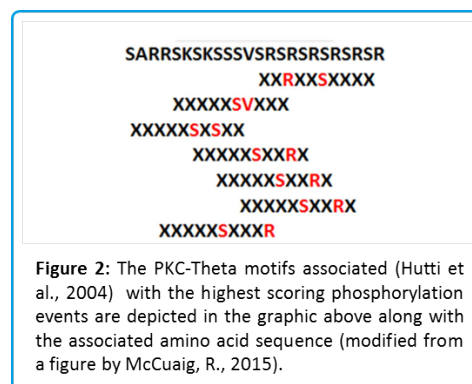 SARRSKSKSSSVSRSRSRSRSRSR
XXRXXSXXXX
XXXXXSVXXX
XXXXXSXSXX
XXXXXSXXRX
XXXXXSXXRX
XXXXXSXXRX
XXXXXSXXXR
Figure 2: The PKC-Theta motifs associated (Hutti et
al., 2004) with the highest scoring phosphorylation
events are depicted in the graphic above along with
the associated amino acid sequence (modified from
a figure by McCuaig, R., 2015).